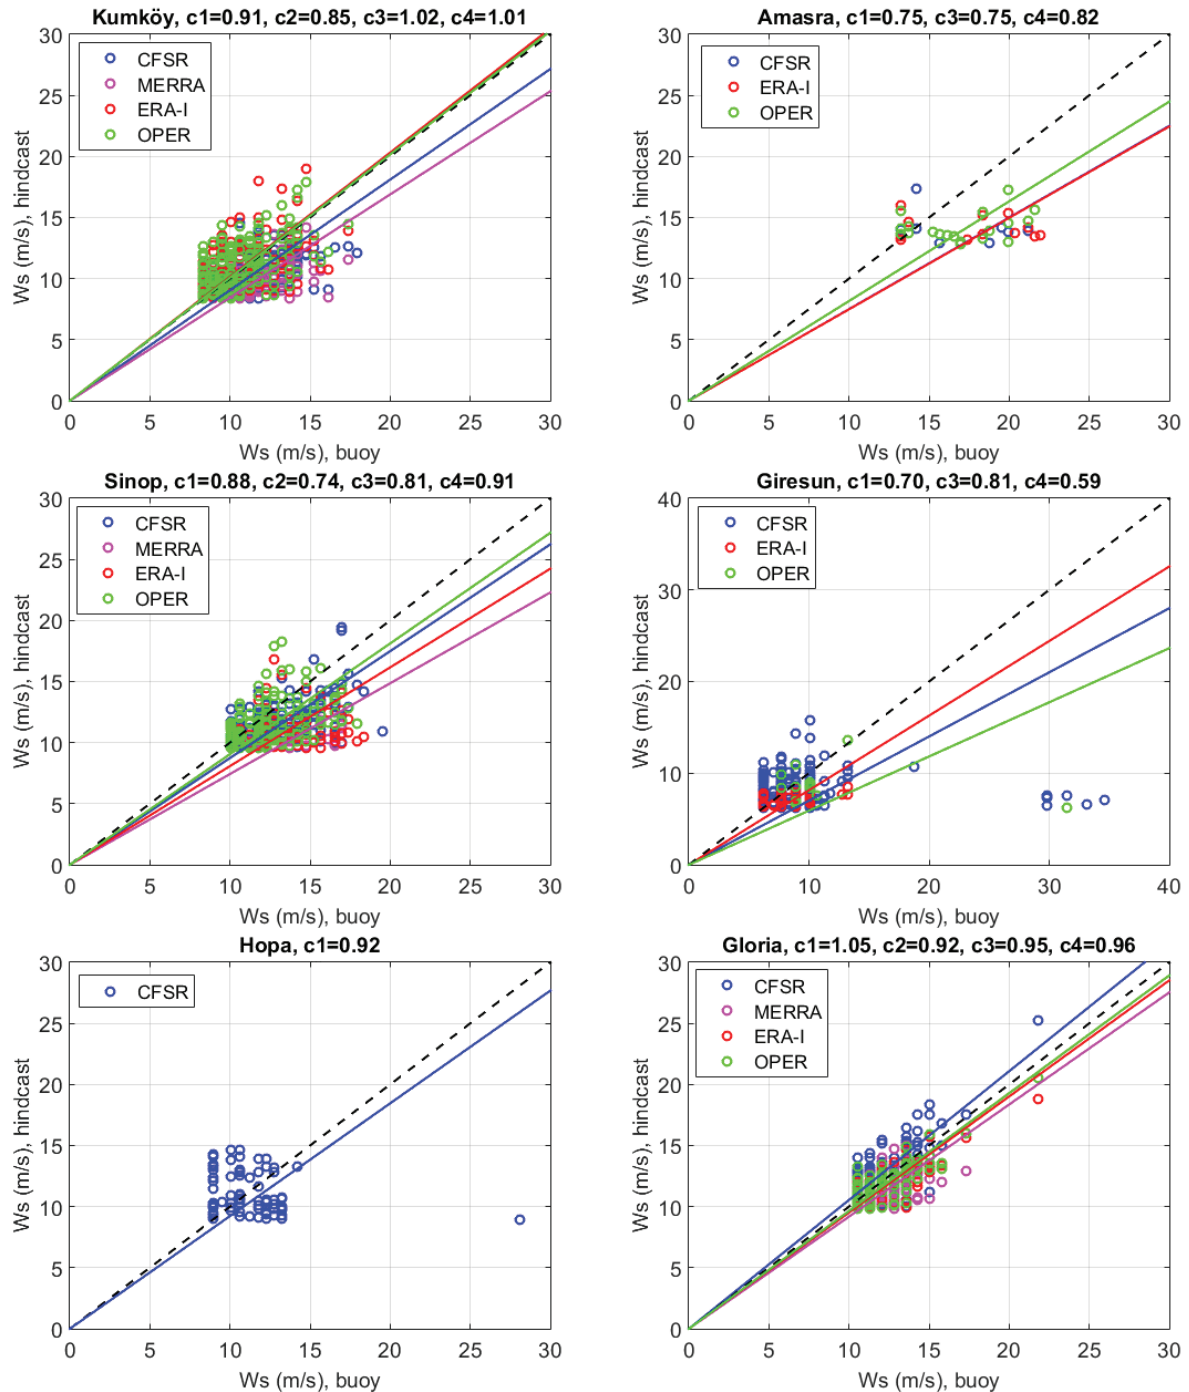 Kumköy, c1=0.91, c2=0.85, c3=1.02, c4=1.01
30
25
20
15
10
5
0
Ws (m/s), hindcast
CFSR
MERRA
ERA-I
OPER
0 5 10 15 20 25 30
Ws (m/s), buoy
Amasra, c1=0.75, c3=0.75, c4=0.82
30
25
20
15
10
5
0
Ws (m/s), hindcast
CFSR
ERA-I
OPER
0 5 10 15 20 25 30
Ws (m/s), buoy
Sinop, c1=0.88, c2=0.74, c3=0.81, c4=0.91
30
25
20
15
10
5
0
Ws (m/s), hindcast
CFSR
MERRA
ERA-I
OPER
0 5 10 15 20 25 30
Ws (m/s), buoy
Giresun, c1=0.70, c3=0.81, c4=0.59
40
30
20
10
0
Ws (m/s), hindcast
CFSR
ERA-I
OPER
0 10 20 30 40
Ws (m/s), buoy
Hopa, c1=0.92
30
25
20
15
10
5
0
Ws (m/s), hindcast
CFSR
0 5 10 15 20 25 30
Ws (m/s), buoy
Gloria, c1=1.05, c2=0.92, c3=0.95, c4=0.96
30
25
20
15
10
5
0
Ws (m/s), hindcast
CFSR
MERRA
ERA-I
OPER
0 5 10 15 20 25 30
Ws (m/s), buoy